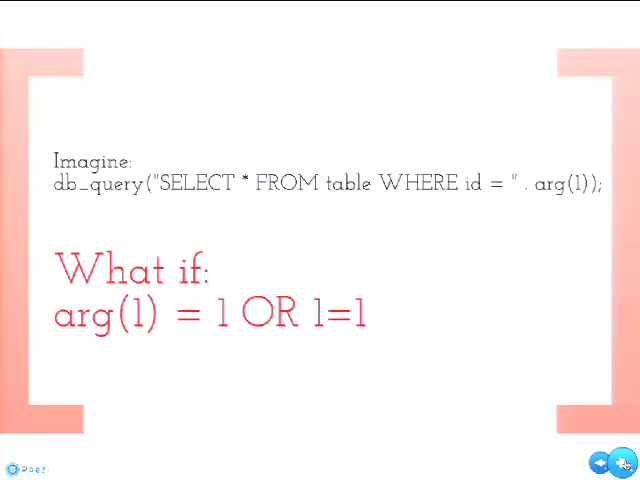 Imagine:
db_query("SELECT * FROM table WHERE id = " . arg(1));
What if:
arg(1) = 1 OR 1=1